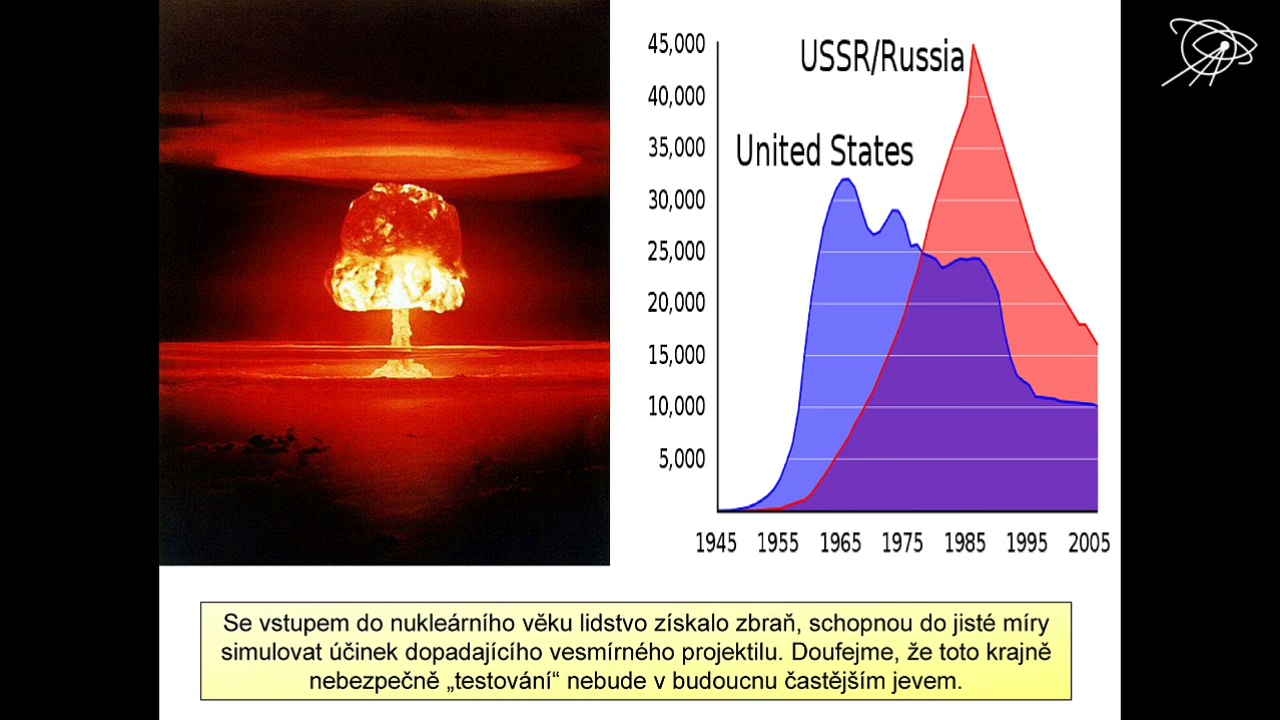 45,000
USSR/Russia
40,000
35,000
United States
30,000
25,000
20,000
15,000
10,000
5,000
1945 1955 1965 1975 1985 1995 2005
Se vstupem do nukleárního věku lidstvo získalo zbraň, schopnou do jisté míry
simulovat účinek dopadajícího vesmírného projektilu. Doufejme, že toto krajně
nebezpečně „testování“ nebude v budoucnu častějším jevem.